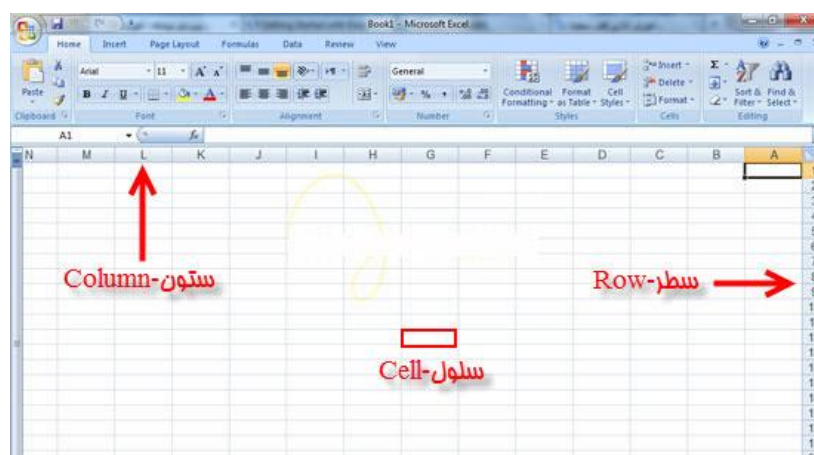 Book1 - Microsoft Excel
Home Insert Page Layout Formulas Data Review View
Paste
Arial 11 A A
B I U A
General
% ,
Conditional Formatting
Format as Table
Cell Styles
Insert
Delete
Format
Σ
Sort & Filter
Find & Select
Clipboard Font Alignment Number Styles Cells Editing
A1 fx
N M L K J I H G F E D C B A
ستون-Column
سطر-Row
سلول-Cell